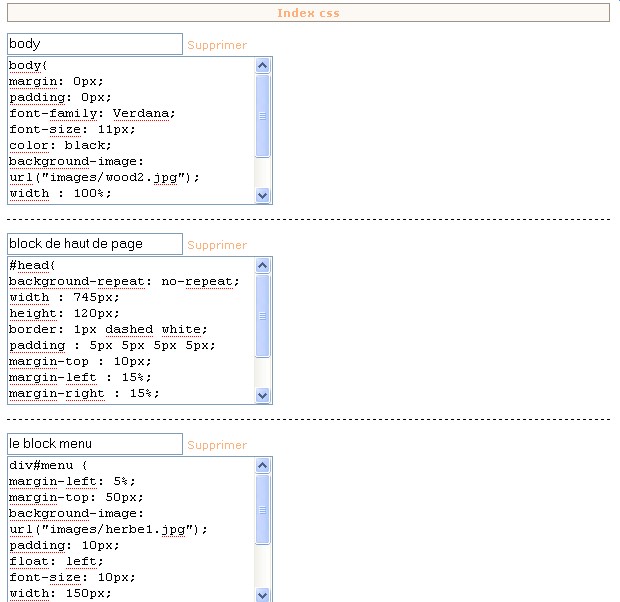 Index css
body Supprimer
body{
margin: 0px;
padding: 0px;
font-family: Verdana;
font-size: 11px;
color: black;
background-image:
url("images/wood2.jpg");
width : 100%;
block de haut de page Supprimer
#head{
background-repeat: no-repeat;
width : 745px;
height: 120px;
border: 1px dashed white;
padding : 5px 5px 5px 5px;
margin-top : 10px;
margin-left : 15%;
margin-right : 15%;
le block menu Supprimer
div#menu {
margin-left: 5%;
margin-top: 50px;
background-image:
url("images/herbe1.jpg");
padding: 10px;
float: left;
font-size: 10px;
width: 150px;